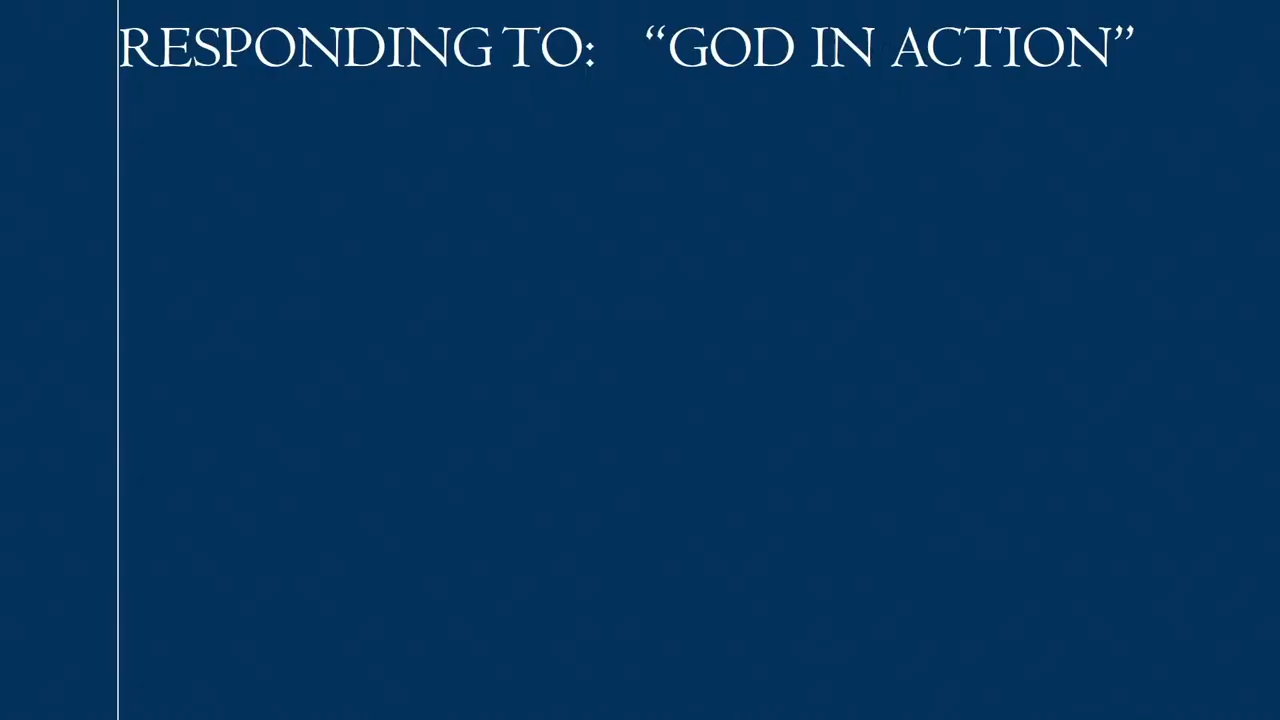 RESPONDING TO: “GOD IN ACTION”